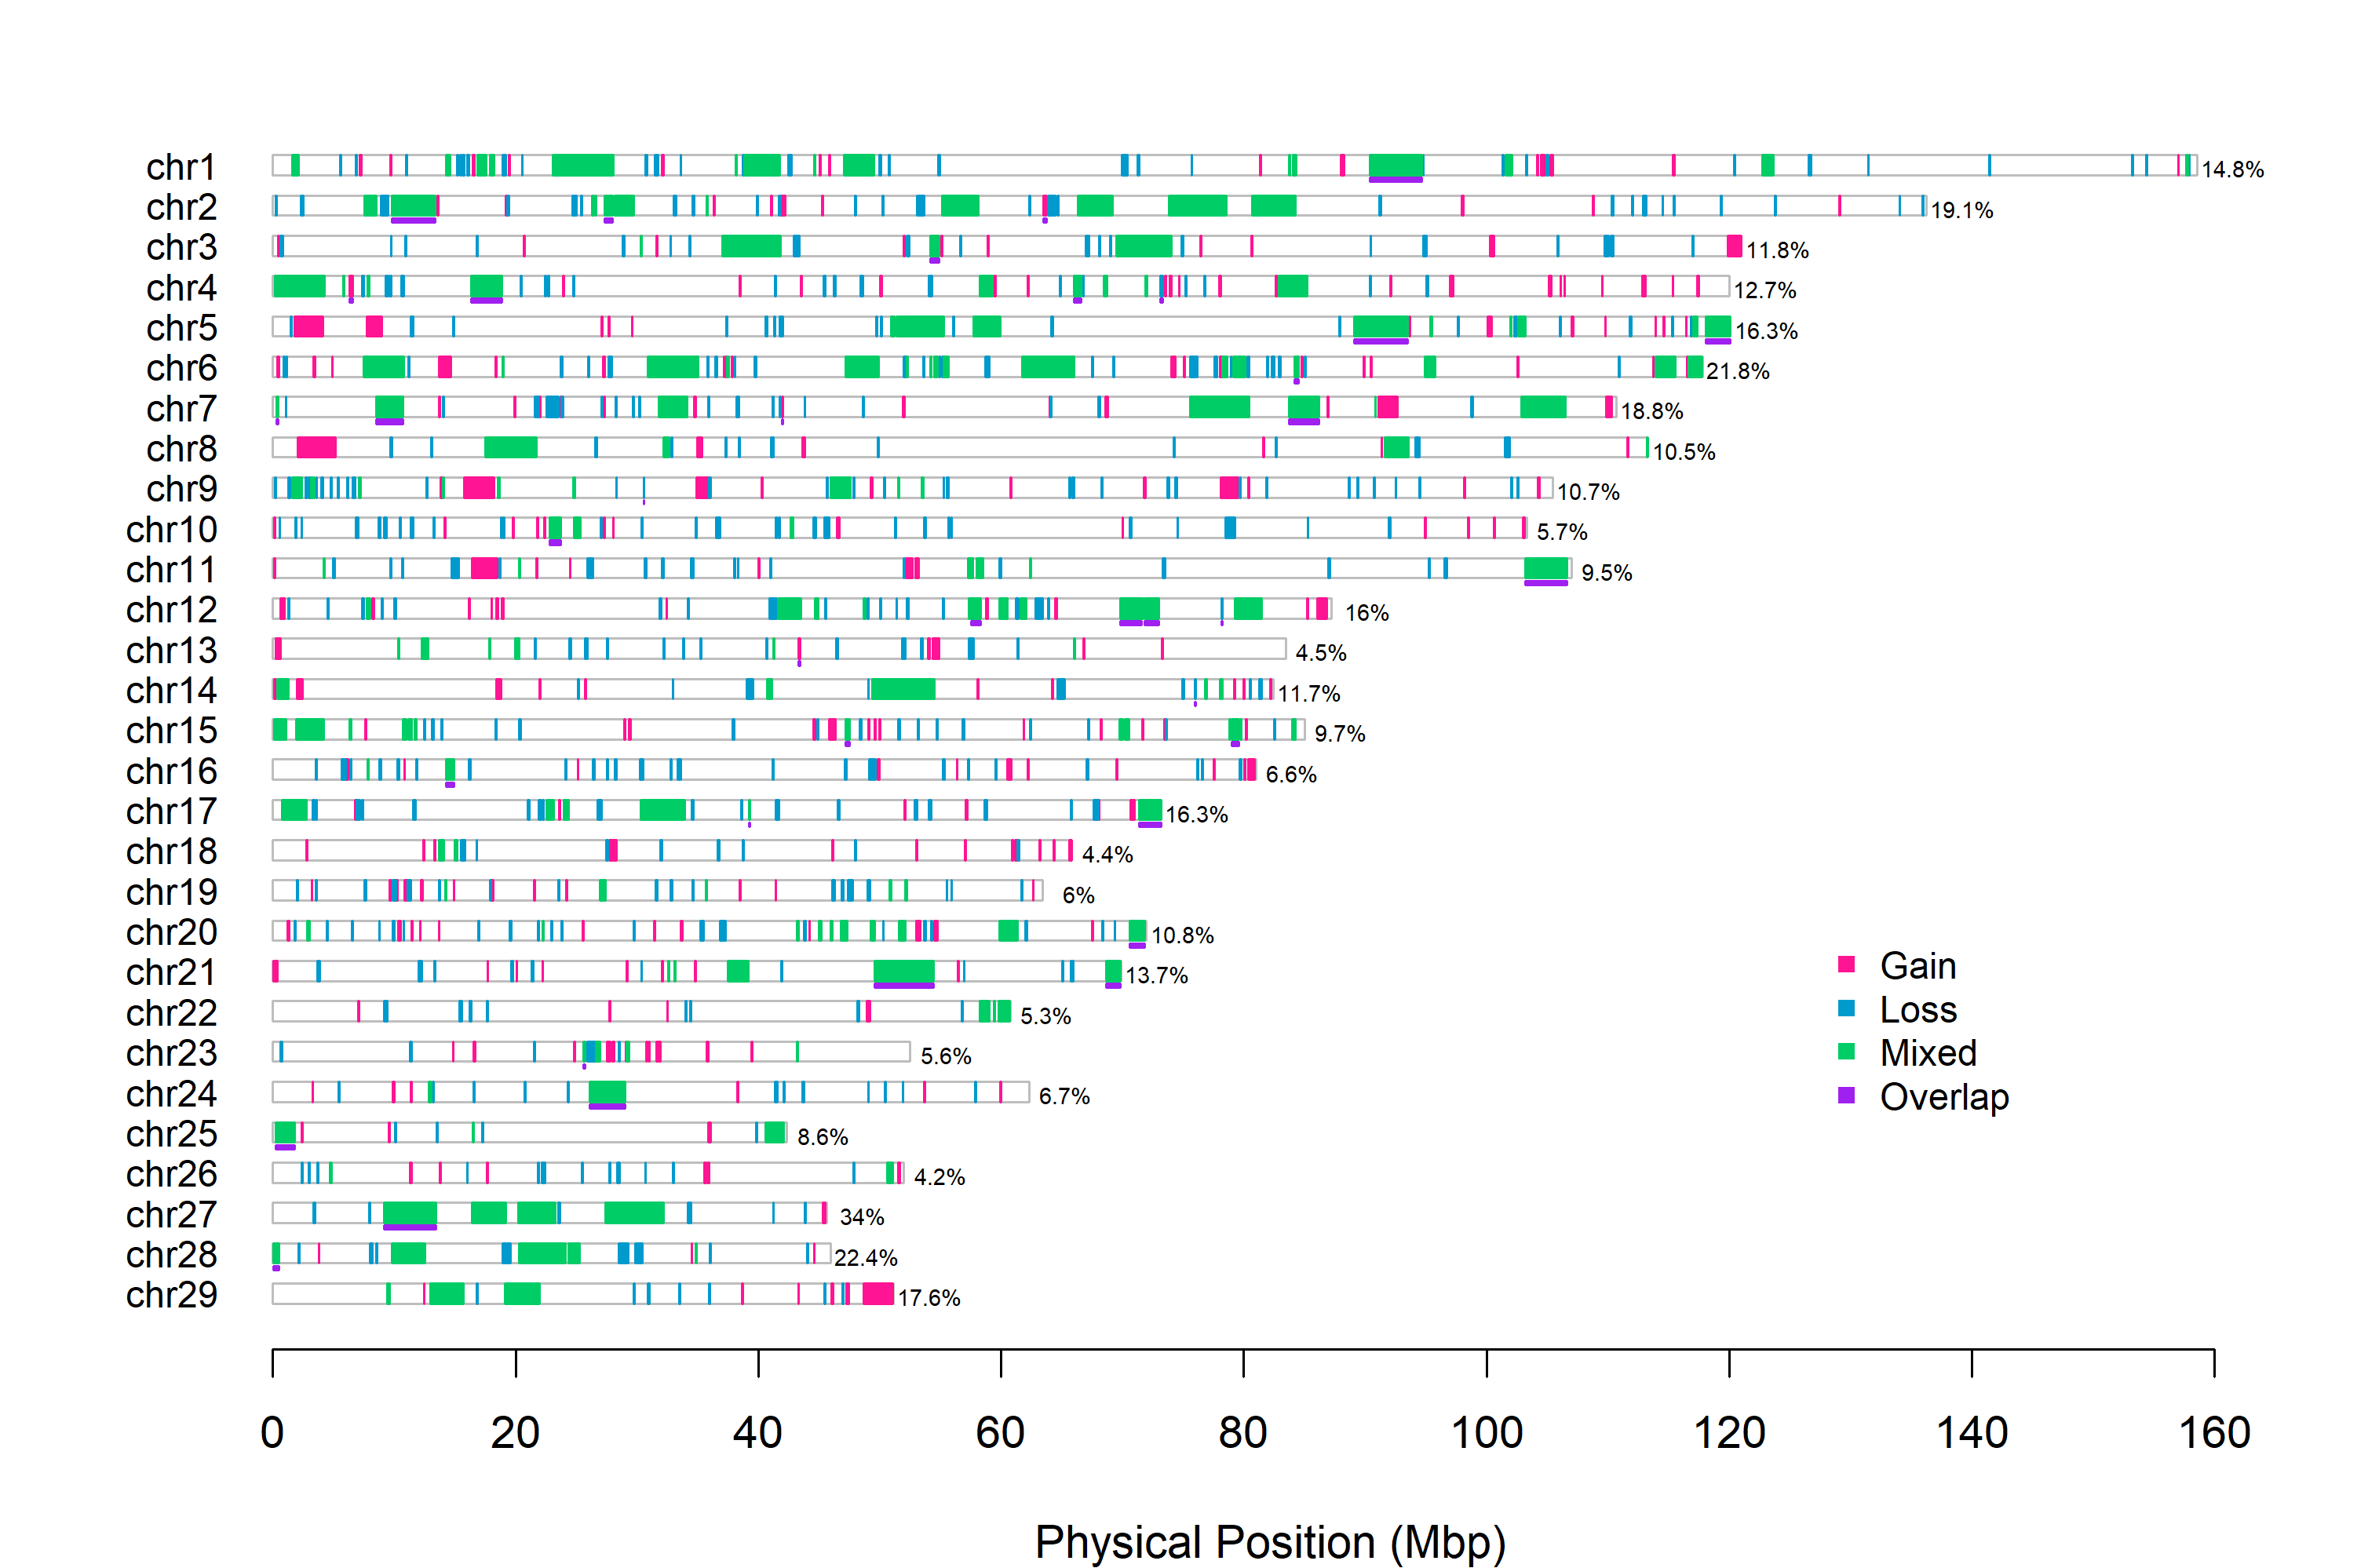 chr1 14.8%
chr2 19.1%
chr3 11.8%
chr4 12.7%
chr5 16.3%
chr6 21.8%
chr7 18.8%
chr8 10.5%
chr9 10.7%
chr10 5.7%
chr11 9.5%
chr12 16%
chr13 4.5%
chr14 11.7%
chr15 9.7%
chr16 6.6%
chr17 16.3%
chr18 4.4%
chr19 6%
chr20 10.8%
chr21 13.7%
chr22 5.3%
chr23 5.6%
chr24 6.7%
chr25 8.6%
chr26 4.2%
chr27 34%
chr28 22.4%
chr29 17.6%
Gain
Loss
Mixed
Overlap
0 20 40 60 80 100 120 140 160
Physical Position (Mbp)